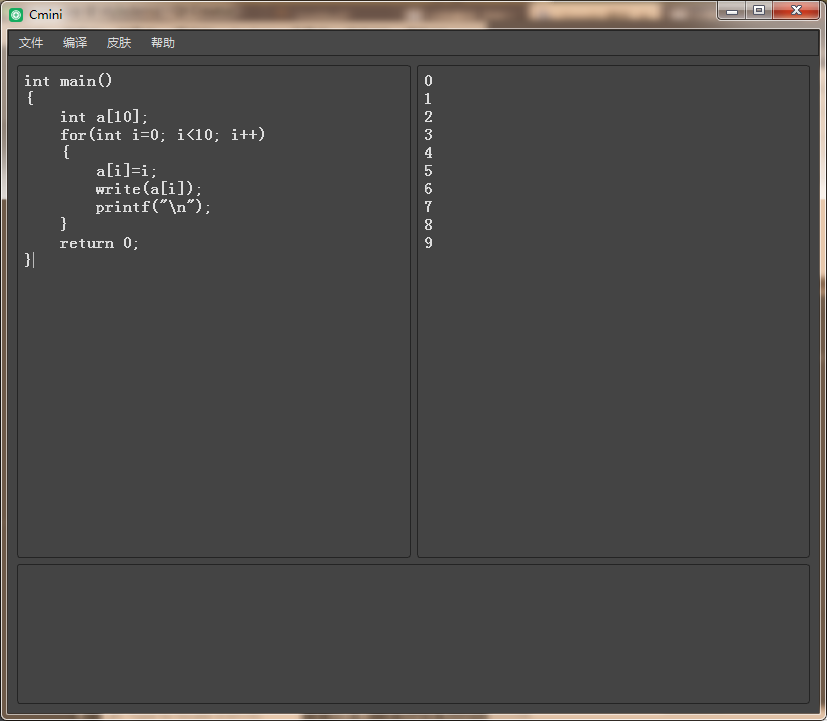 Cmini
文件 编译 皮肤 帮助
int main()
{
    int a[10];
    for(int i=0; i<10; i++)
    {
        a[i]=i;
        write(a[i]);
        printf("\n");
    }
    return 0;
}
0
1
2
3
4
5
6
7
8
9